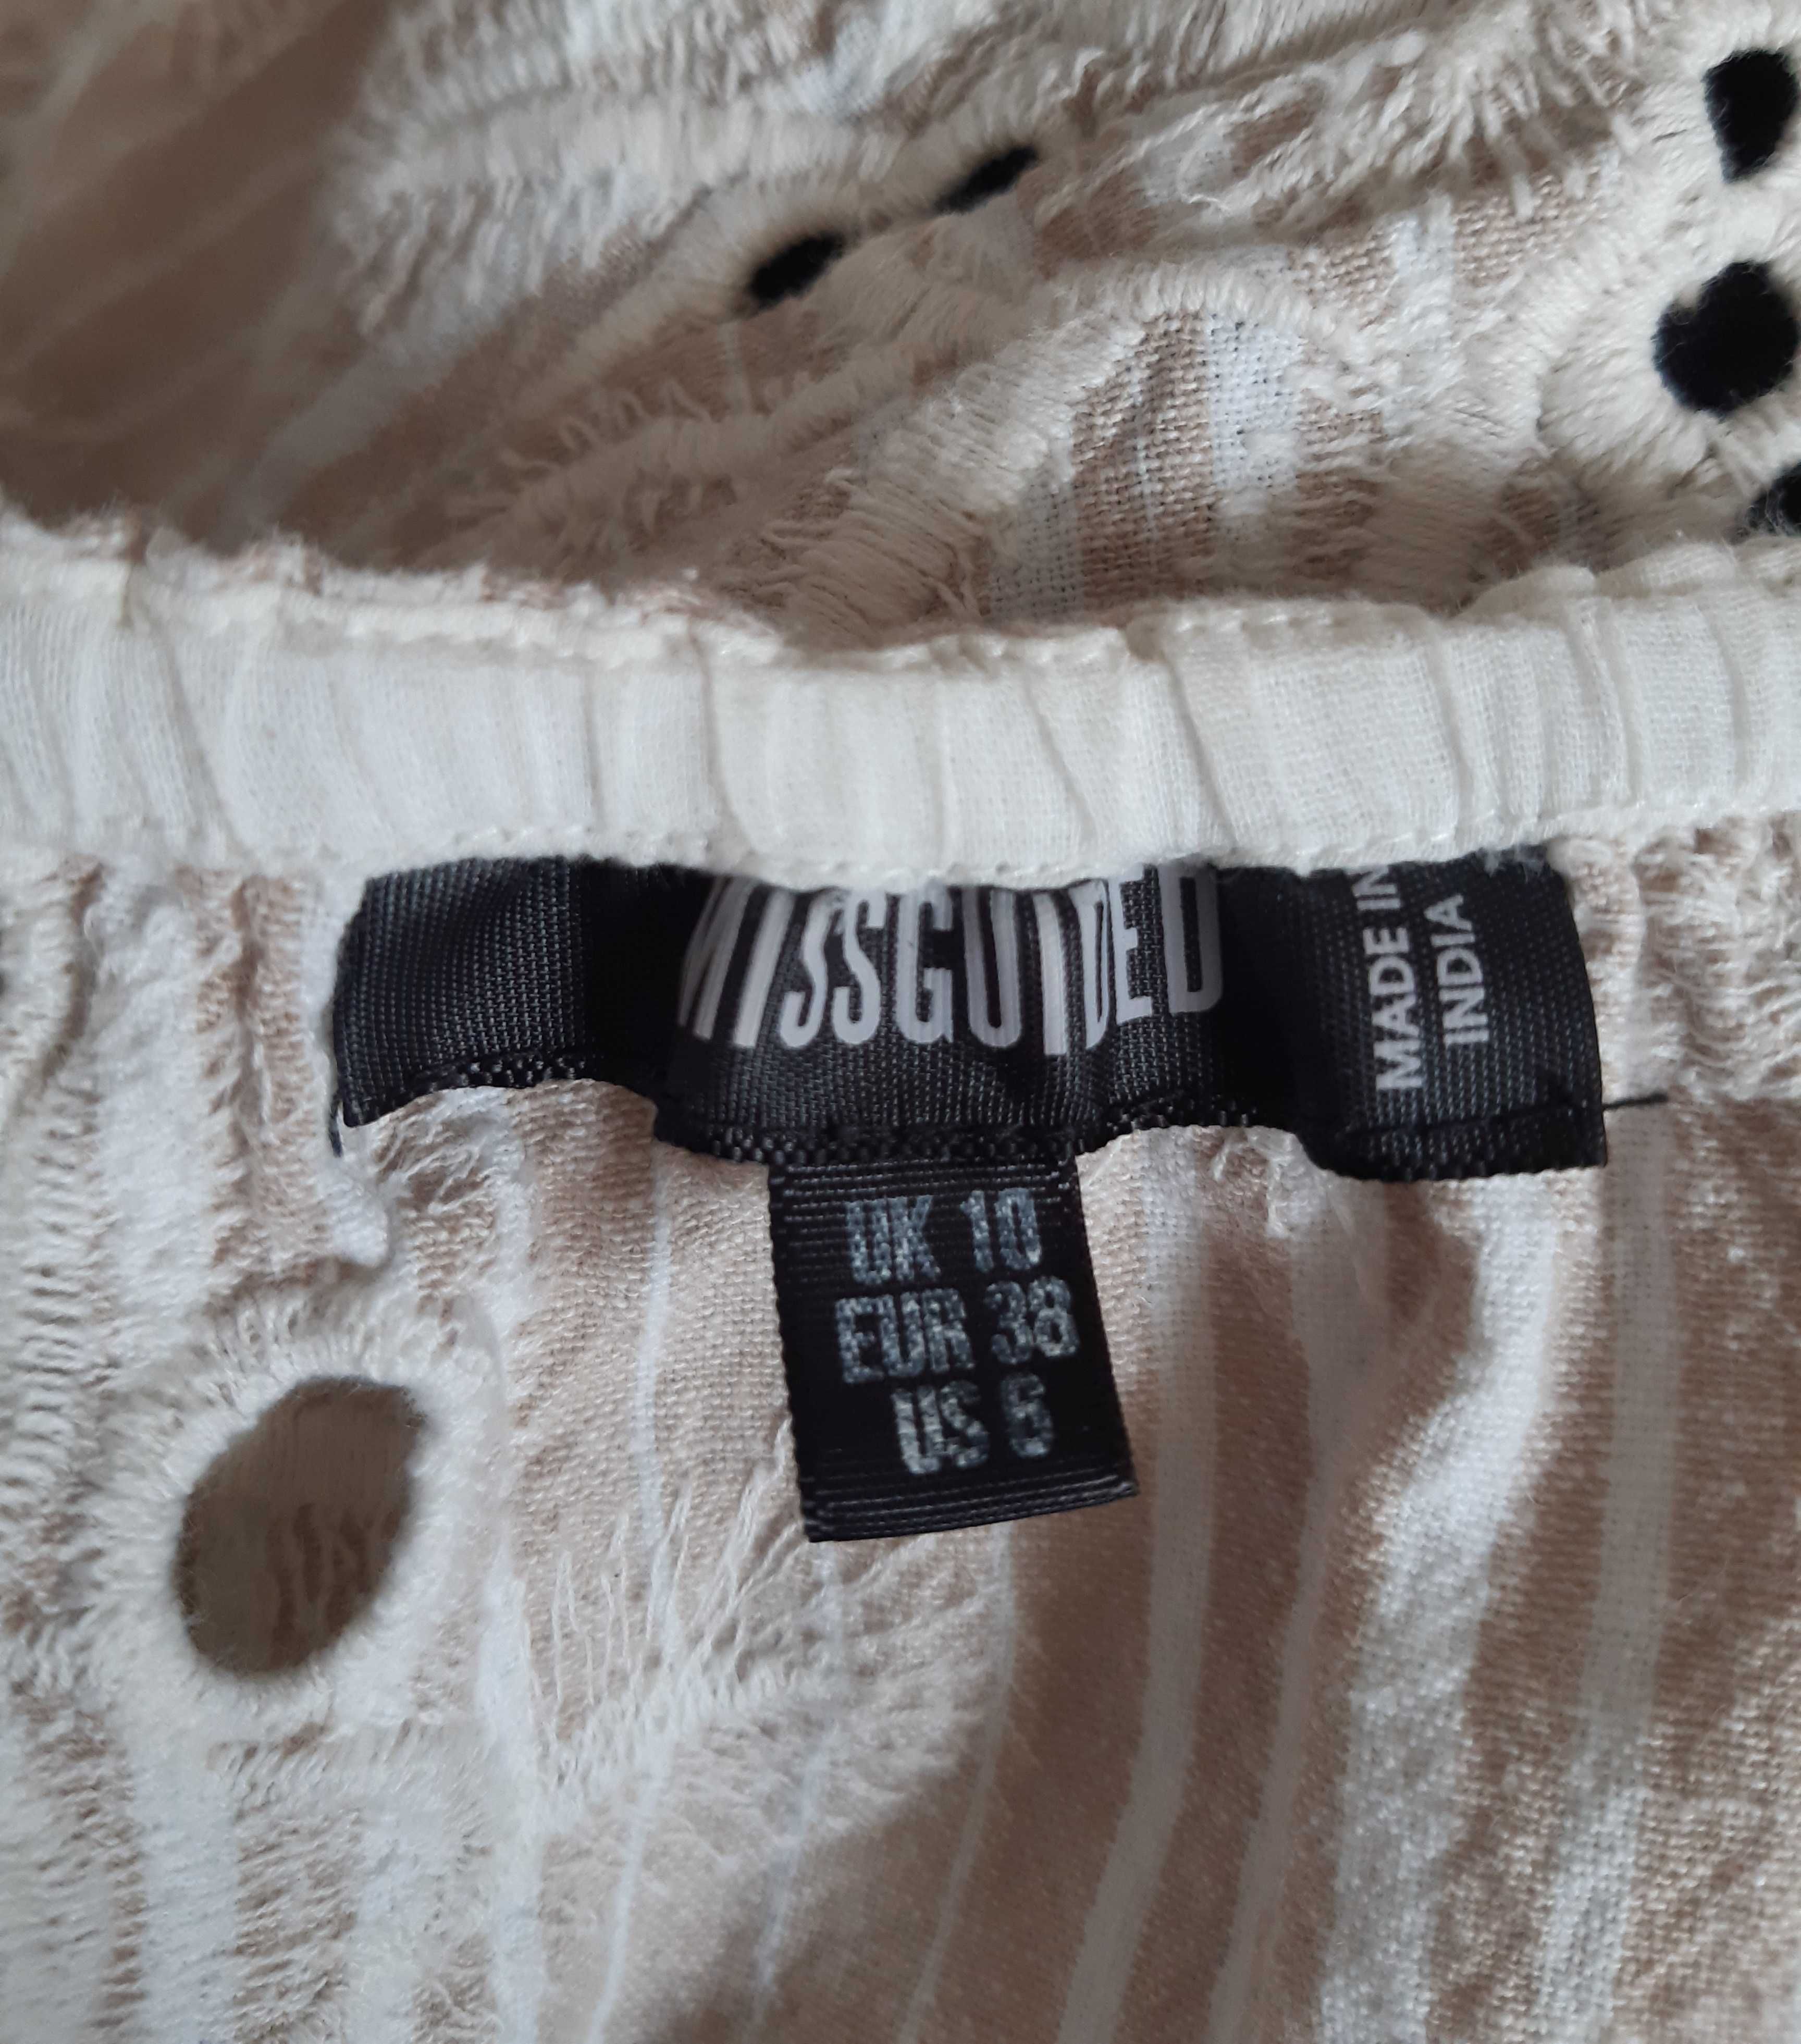 MISSGUIDED
MADE IN
INDIA
UK 10
EUR 38
US 6